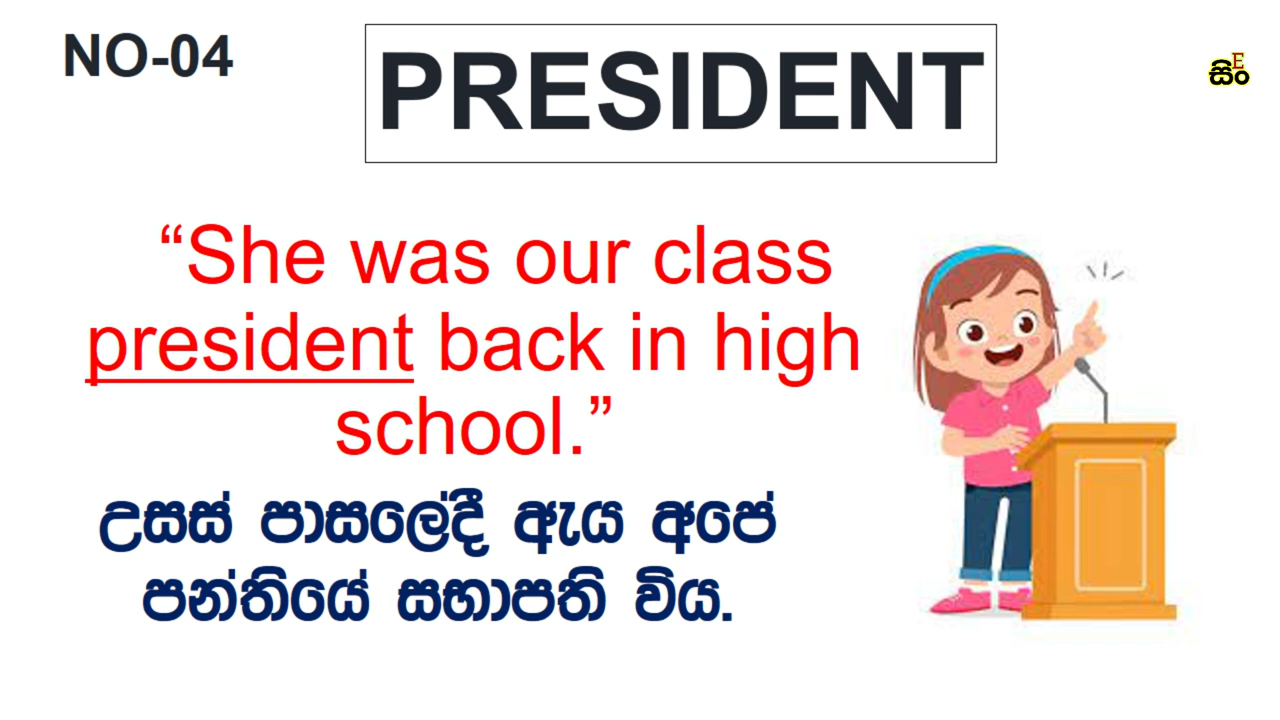 NO-04
PRESIDENT
සිං
E
“She was our class
president back in high
school.”
උසස් පාසලේදී ඇය අපේ
පන්තියේ සභාපති විය.